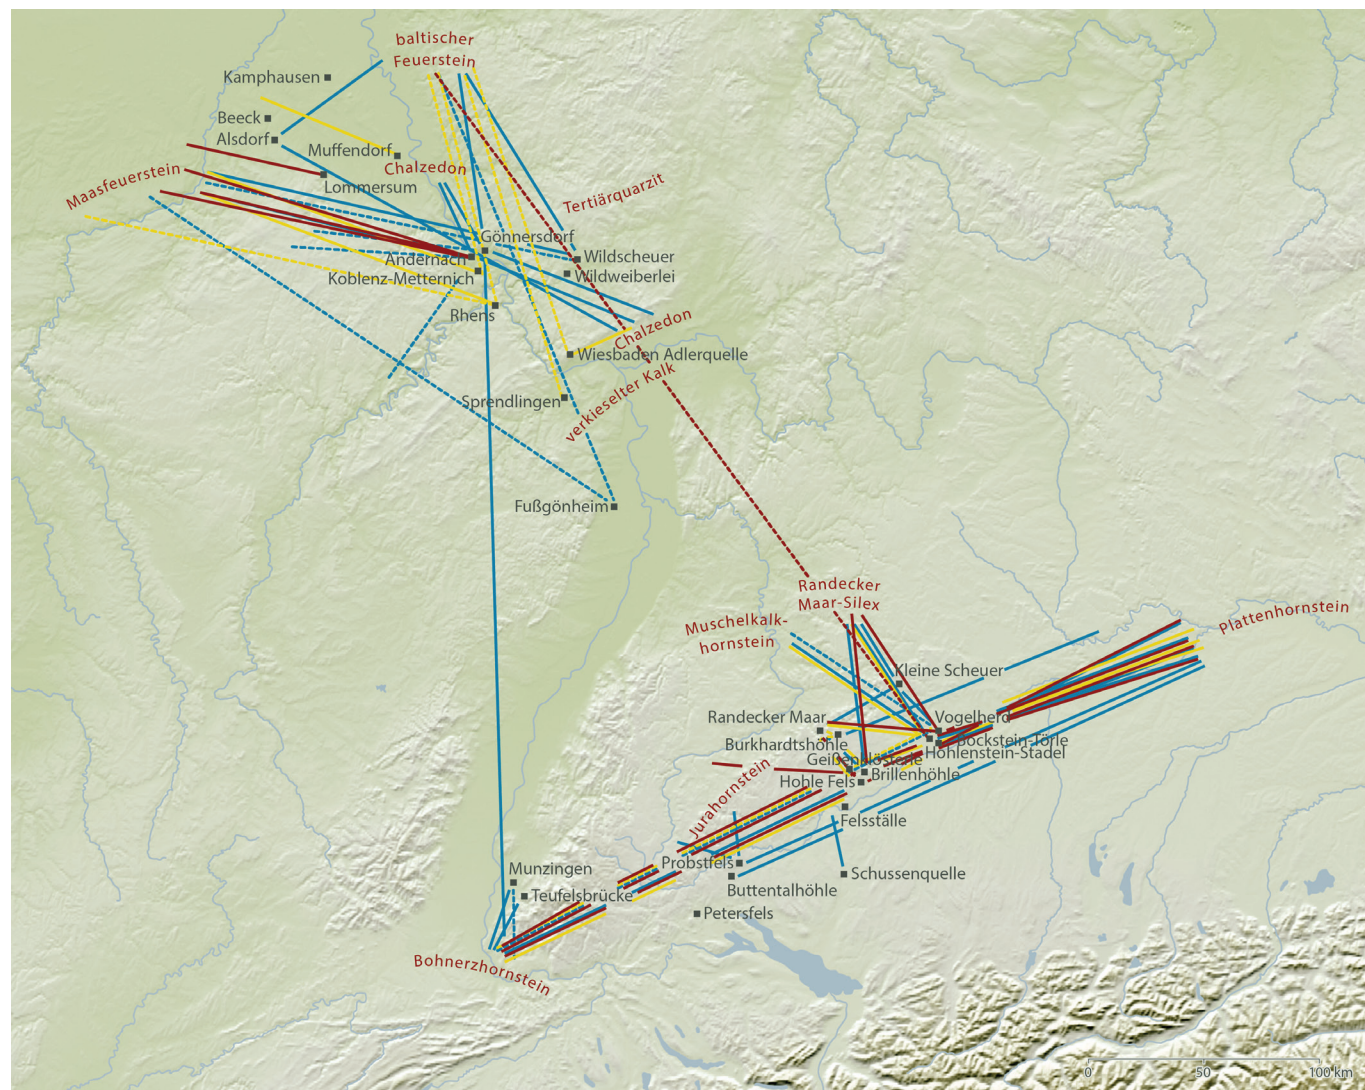 baltischer
Feuerstein
Kamphausen
Beeck
Alsdorf
Muffendorf
Chalzedon
Maasfeuerstein
Lommersum
Tertiärquarzit
Gönnersdorf
Andernach
Wildscheuer
Koblenz-Metternich
Wildweiberlei
Rhens
Chalzedon
Wiesbaden Adlerquelle
verkieselter Kalk
Sprendlingen
Fußgönheim
Randecker
Maar-Silex
Muschelkalk-
hornstein
Plattenhornstein
Kleine Scheuer
Randecker Maar
Vogelherd
Burkhardtshöhle
Bockstein-Törle
Hohlenstein-Stadel
Geißenklösterle
Brillenhöhle
Hohle Fels
Jurahornstein
Felsställe
Probstfels
Munzingen
Schussenquelle
Buttentalhöhle
Teufelsbrücke
Petersfels
Bohnerzhornstein
0 50 100 km